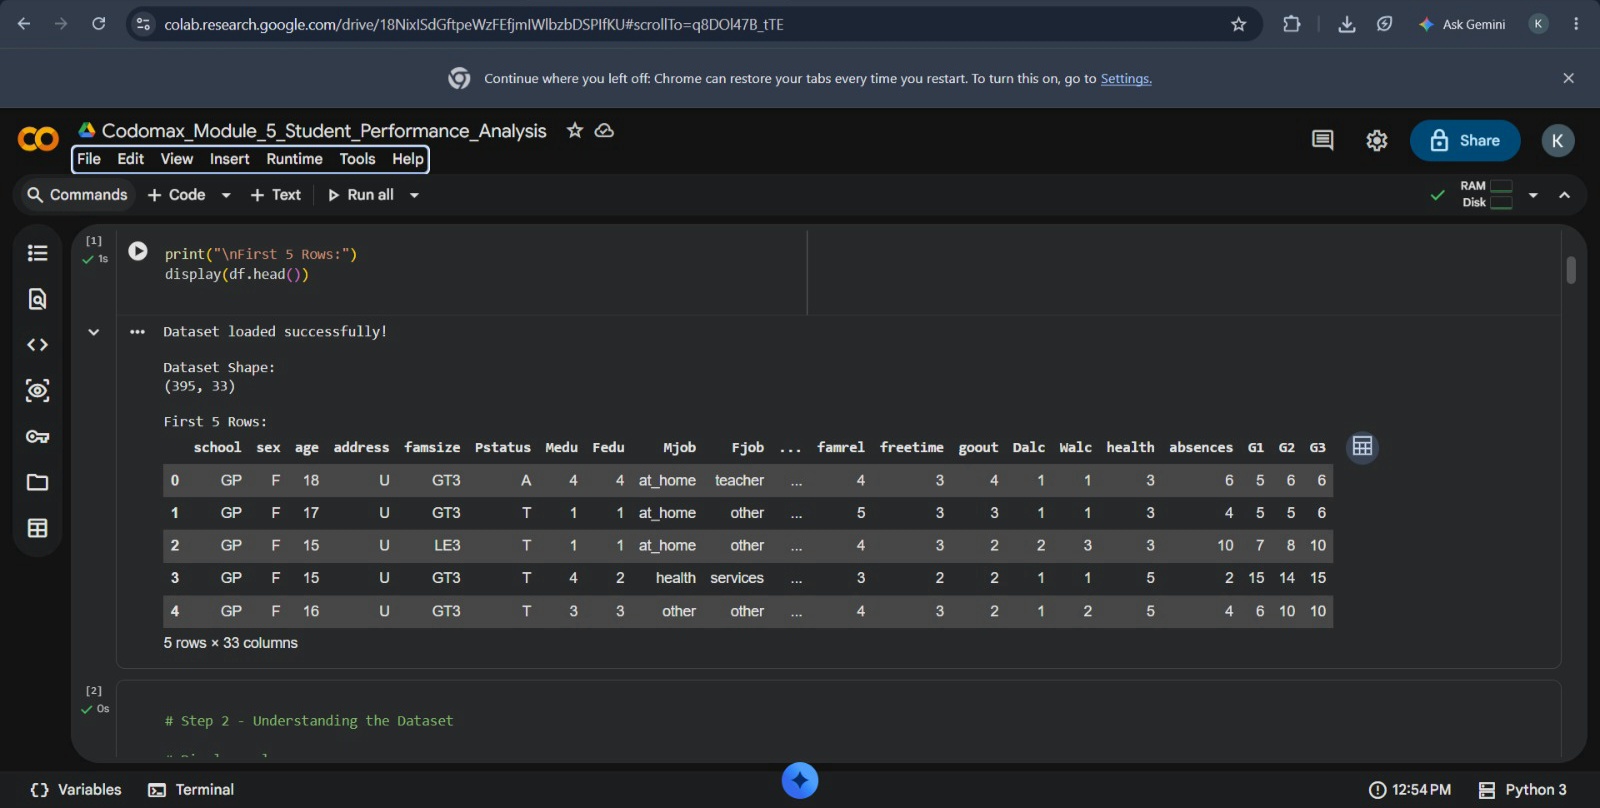 colab.research.google.com/drive/18NixISdGftpeWzFEfjmIWlbzbDSPIfKU#scrollTo=q8DOl47B_tTE
Ask Gemini
K
Continue where you left off: Chrome can restore your tabs every time you restart. To turn this on, go to Settings.
CO
Codomax_Module_5_Student_Performance_Analysis
Share
K
File Edit View Insert Runtime Tools Help
Commands + Code + Text Run all
RAM
Disk
[1]
1s
print("\nFirst 5 Rows:")
display(df.head())
... Dataset loaded successfully!
Dataset Shape:
(395, 33)
First 5 Rows:
school sex age address famsize Pstatus Medu Fedu Mjob Fjob ... famrel freetime goout Dalc Walc health absences G1 G2 G3
0 GP F 18 U GT3 A 4 4 at_home teacher ... 4 3 4 1 1 3 6 5 6 6
1 GP F 17 U GT3 T 1 1 at_home other ... 5 3 3 1 1 3 4 5 5 6
2 GP F 15 U LE3 T 1 1 at_home other ... 4 3 2 2 3 3 10 7 8 10
3 GP F 15 U GT3 T 4 2 health services ... 3 2 2 1 1 5 2 15 14 15
4 GP F 16 U GT3 T 3 3 other other ... 4 3 2 1 2 5 4 6 10 10
5 rows × 33 columns
[2]
0s
# Step 2 - Understanding the Dataset
{} Variables Terminal
12:54 PM Python 3